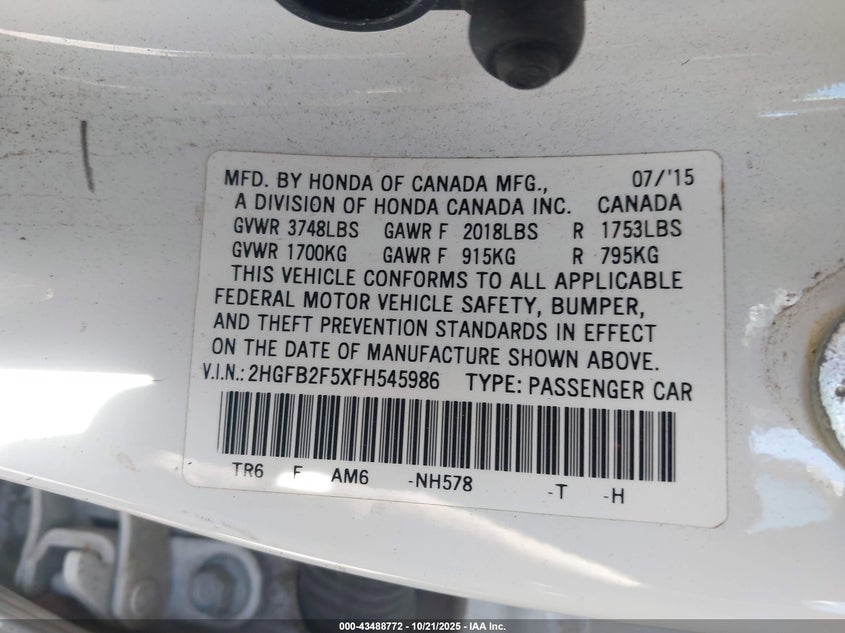 MFD. BY HONDA OF CANADA MFG., 07/'15
A DIVISION OF HONDA CANADA INC. CANADA
GVWR 3748LBS GAWR F 2018LBS R 1753LBS
GVWR 1700KG GAWR F 915KG R 795KG
THIS VEHICLE CONFORMS TO ALL APPLICABLE
FEDERAL MOTOR VEHICLE SAFETY, BUMPER,
AND THEFT PREVENTION STANDARDS IN EFFECT
ON THE DATE OF MANUFACTURE SHOWN ABOVE.
V.I.N.: 2HGFB2F5XFH545986 TYPE: PASSENGER CAR
TR6 F AM6 -NH578 -T -H
000-43488772 - 10/21/2025 - IAA Inc.